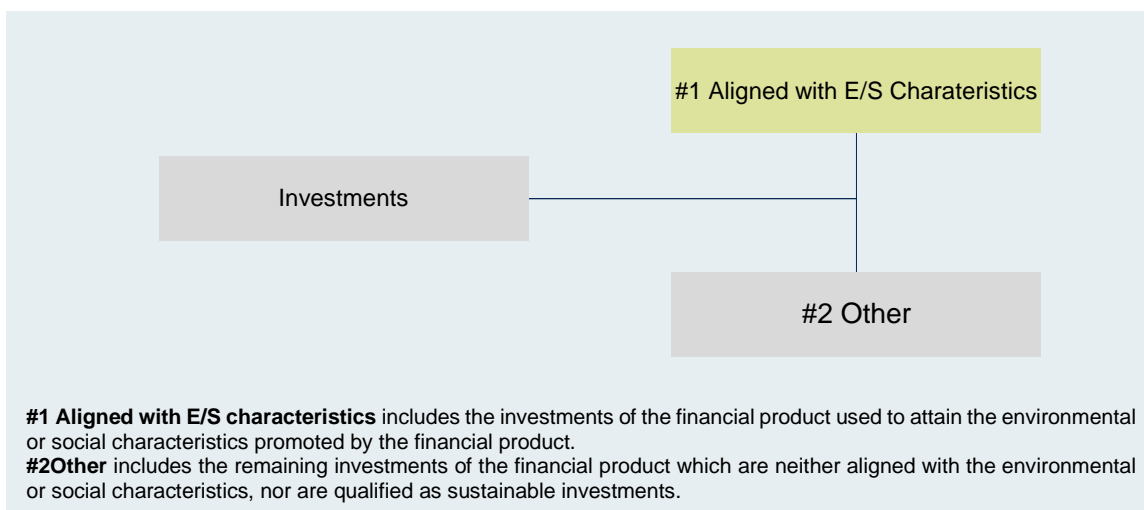 #1 Aligned with E/S Charateristics
Investments
#2 Other
#1 Aligned with E/S characteristics includes the investments of the financial product used to attain the environmental
or social characteristics promoted by the financial product.
#2Other includes the remaining investments of the financial product which are neither aligned with the environmental
or social characteristics, nor are qualified as sustainable investments.